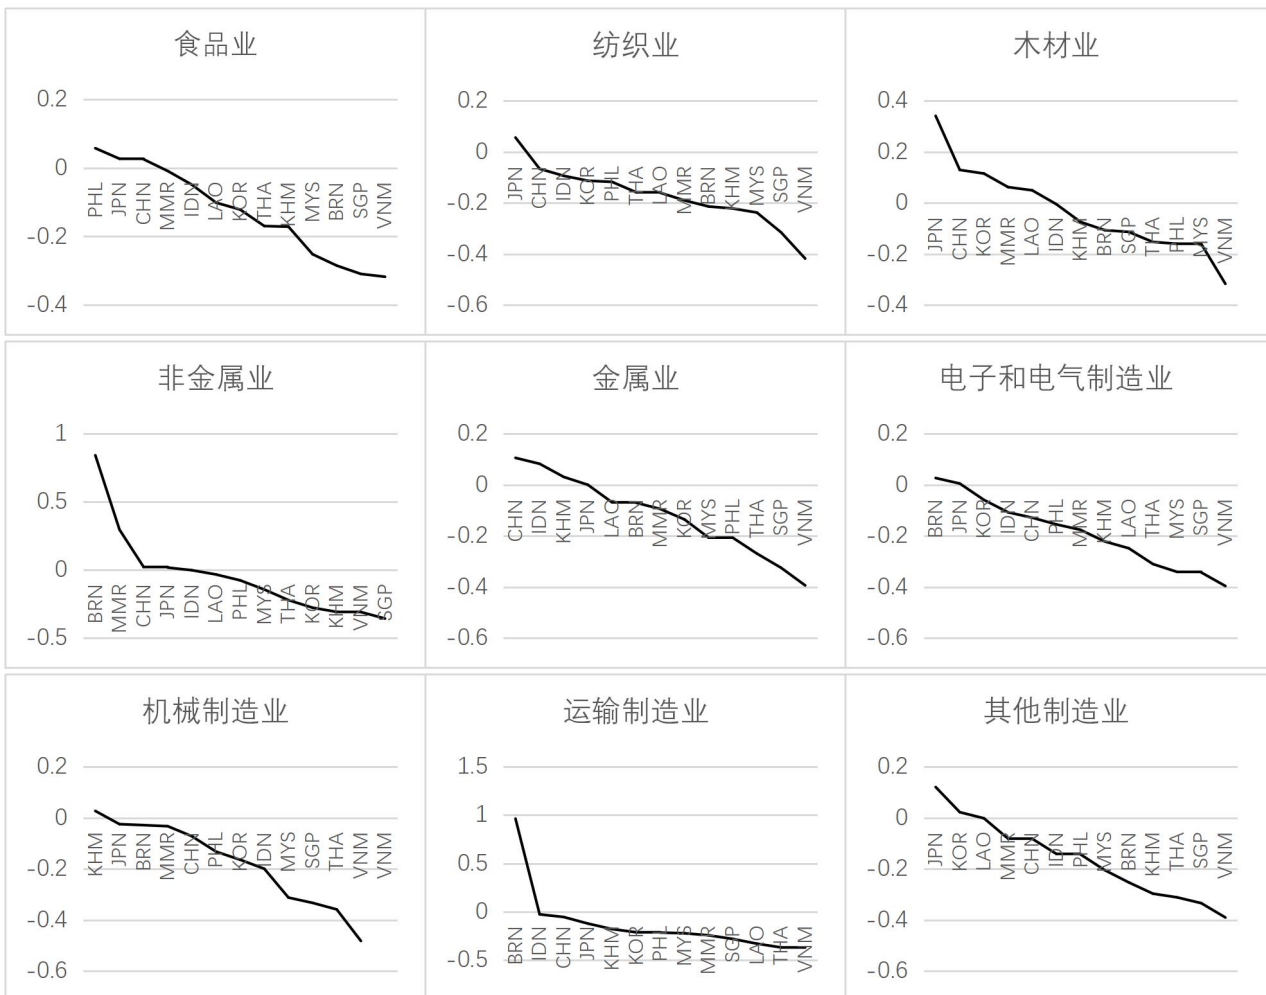 食品业
0.2
0
-0.2
-0.4
PHL JPN CHN MMR IDN LAO KOR THA KHM MYS BRN SGP VNM
纺织业
0.2
0
-0.2
-0.4
-0.6
JPN CHN IDN KOR PHL THA LAO MMR BRN KHM MYS SGP VNM
木材业
0.4
0.2
0
-0.2
-0.4
JPN CHN KOR MMR LAO IDN KHM BRN SGP THA PHL MYS VNM
非金属业
1
0.5
0
-0.5
BRN MMR CHN JPN IDN LAO PHL MYS THA KOR KHM VNM SGP
金属业
0.2
0
-0.2
-0.4
-0.6
CHN IDN KHM JPN LAO BRN MMR KOR MYS PHL THA SGP VNM
电子和电气制造业
0.2
0
-0.2
-0.4
-0.6
BRN JPN KOR IDN CHN PHL MMR KHM LAO THA MYS SGP VNM
机械制造业
0.2
0
-0.2
-0.4
-0.6
KHM JPN BRN MMR CHN PHL KOR IDN MYS SGP THA VNM VNM
运输制造业
1.5
1
0.5
0
-0.5
BRN IDN CHN JPN KHM KOR PHL MYS MMR SGP LAO THA VNM
其他制造业
0.2
0
-0.2
-0.4
-0.6
JPN KOR LAO MMR CHN IDN PHL MYS BRN KHM THA SGP VNM